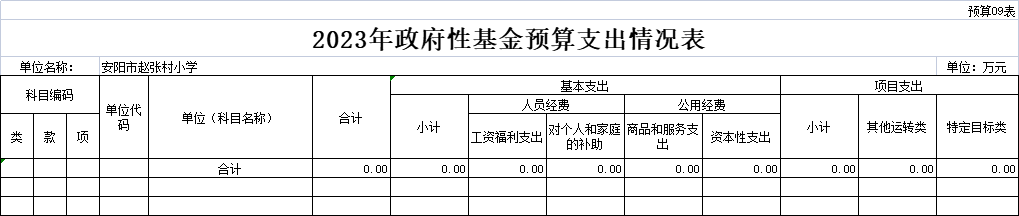 预算09表
2023年政府性基金预算支出情况表
单位名称： 安阳市赵张村小学 单位：万元
科目编码 单位代码 单位（科目名称） 合计 基本支出 项目支出
小计 人员经费 公用经费 小计 其他运转类 特定目标类
类 款 项 工资福利支出 对个人和家庭的补助 商品和服务支出 资本性支出
合计 0.00 0.00 0.00 0.00 0.00 0.00 0.00 0.00 0.00